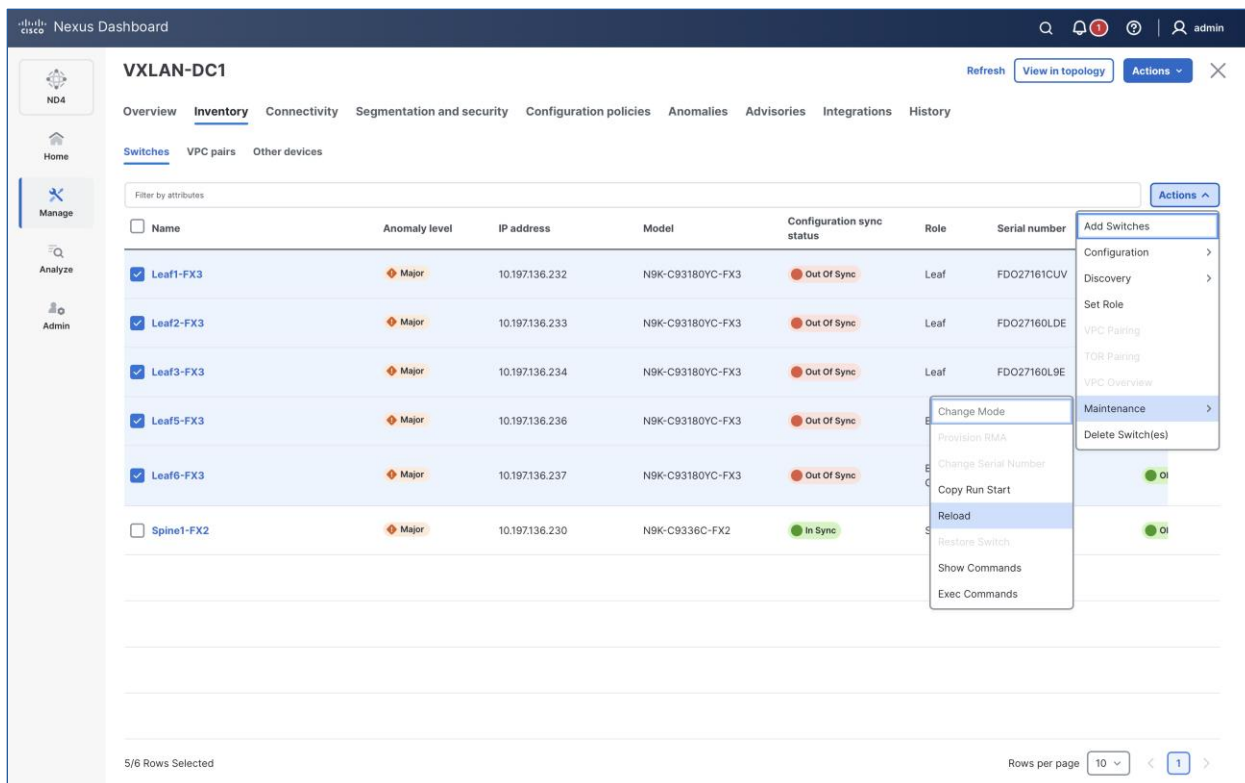 cisco Nexus Dashboard
1
admin
ND4
Home
Manage
Analyze
Admin
VXLAN-DC1
Refresh View in topology Actions
Overview Inventory Connectivity Segmentation and security Configuration policies Anomalies Advisories Integrations History
Switches VPC pairs Other devices
Filter by attributes
Actions
Name Anomaly level IP address Model Configuration sync status Role Serial number
Leaf1-FX3 Major 10.197.136.232 N9K-C93180YC-FX3 Out Of Sync Leaf FDO27161CUV
Leaf2-FX3 Major 10.197.136.233 N9K-C93180YC-FX3 Out Of Sync Leaf FDO27160LDE
Leaf3-FX3 Major 10.197.136.234 N9K-C93180YC-FX3 Out Of Sync Leaf FDO27160L9E
Leaf5-FX3 Major 10.197.136.236 N9K-C93180YC-FX3 Out Of Sync
Leaf6-FX3 Major 10.197.136.237 N9K-C93180YC-FX3 Out Of Sync
Spine1-FX2 Major 10.197.136.230 N9K-C9336C-FX2 In Sync
Add Switches
Configuration
Discovery
Set Role
VPC Pairing
TOR Pairing
VPC Overview
Maintenance
Delete Switch(es)
Change Mode
Provision RMA
Change Serial Number
Copy Run Start
Reload
Restore Switch
Show Commands
Exec Commands
5/6 Rows Selected
Rows per page 10 1